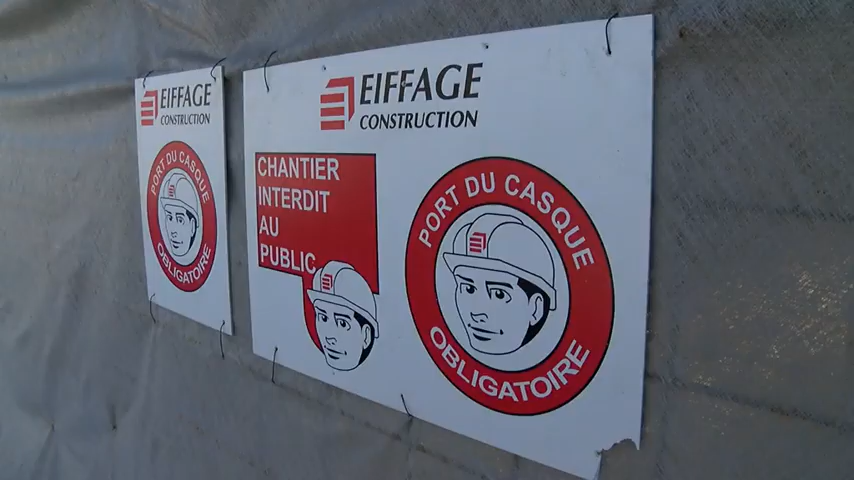 EIFFAGE
CONSTRUCTION
PORT DU CASQUE
OBLIGATOIRE
EIFFAGE
CONSTRUCTION
CHANTIER
INTERDIT
AU
PUBLIC
PORT DU CASQUE
OBLIGATOIRE